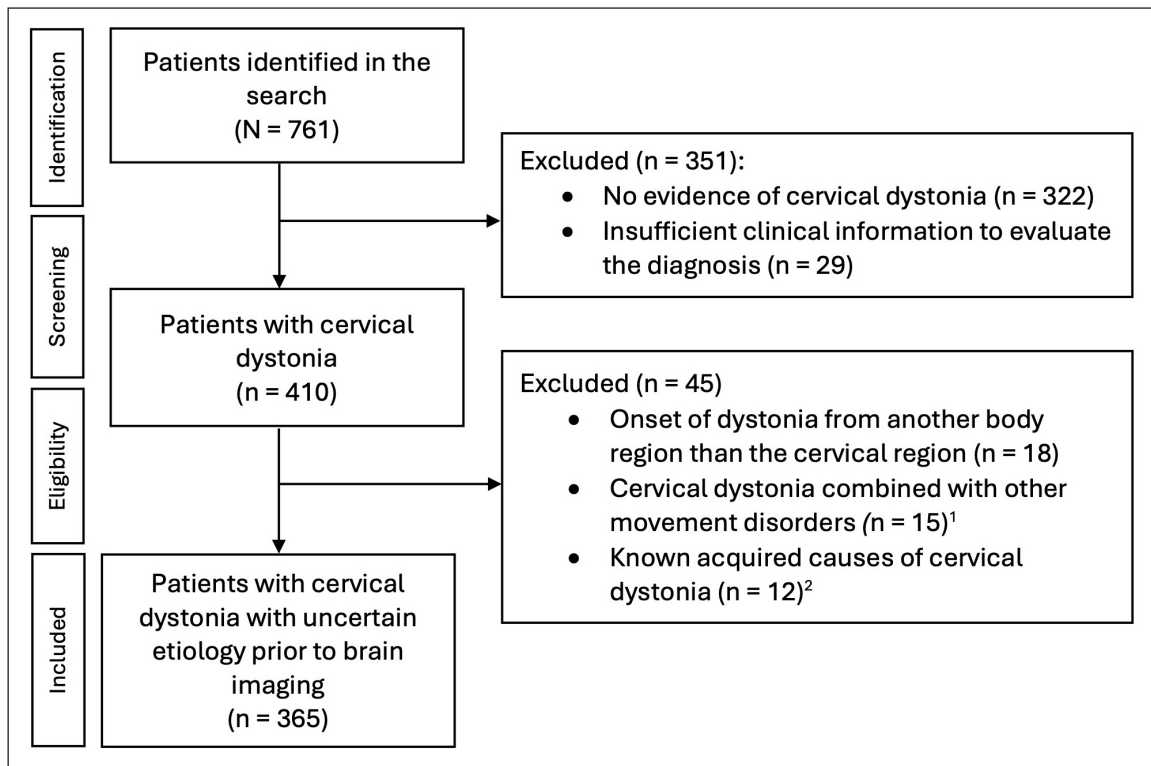 Identification
Patients identified in the
search
(N = 761)
Excluded (n = 351):
• No evidence of cervical dystonia (n = 322)
• Insufficient clinical information to evaluate
the diagnosis (n = 29)
Screening
Patients with cervical
dystonia
(n = 410)
Eligibility
Excluded (n = 45)
• Onset of dystonia from another body
region than the cervical region (n = 18)
• Cervical dystonia combined with other
movement disorders (n = 15)¹
• Known acquired causes of cervical
dystonia (n = 12)²
Included
Patients with cervical
dystonia with uncertain
etiology prior to brain
imaging
(n = 365)